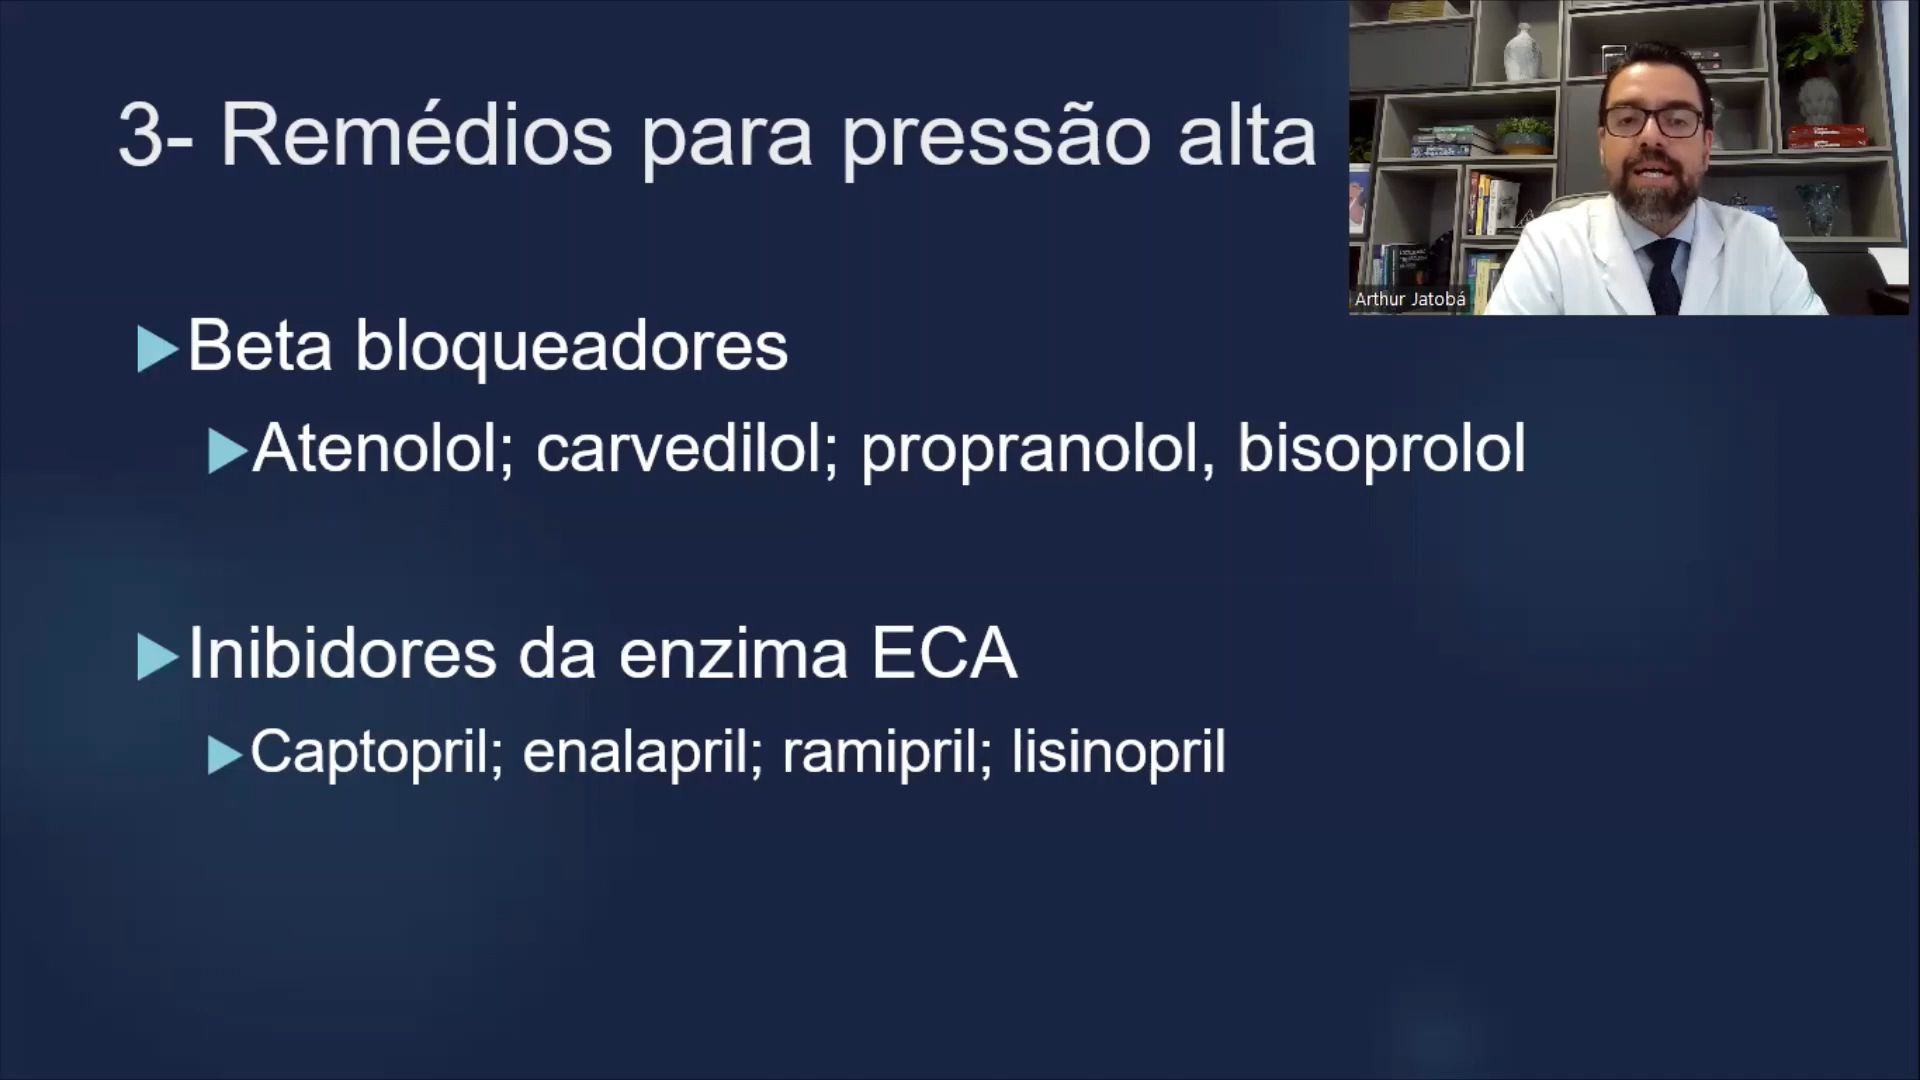 3- Remédios para pressão alta
Arthur Jatobá
Beta bloqueadores
Atenolol; carvedilol; propranolol, bisoprolol
Inibidores da enzima ECA
Captopril; enalapril; ramipril; lisinopril